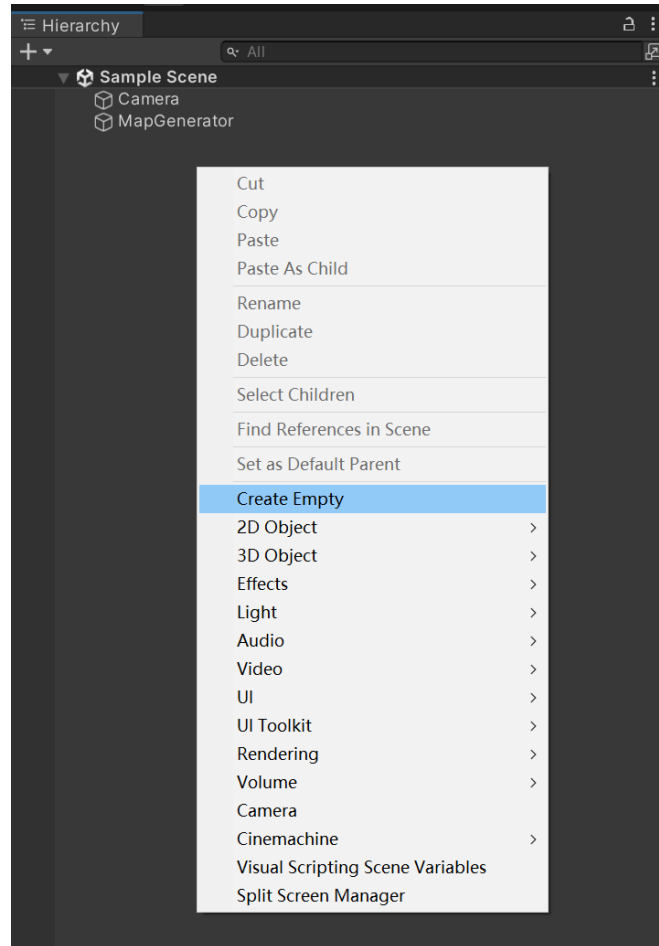 Hierarchy
All
Sample Scene
Camera
MapGenerator
Cut
Copy
Paste
Paste As Child
Rename
Duplicate
Delete
Select Children
Find References in Scene
Set as Default Parent
Create Empty
2D Object
3D Object
Effects
Light
Audio
Video
UI
UI Toolkit
Rendering
Volume
Camera
Cinemachine
Visual Scripting Scene Variables
Split Screen Manager